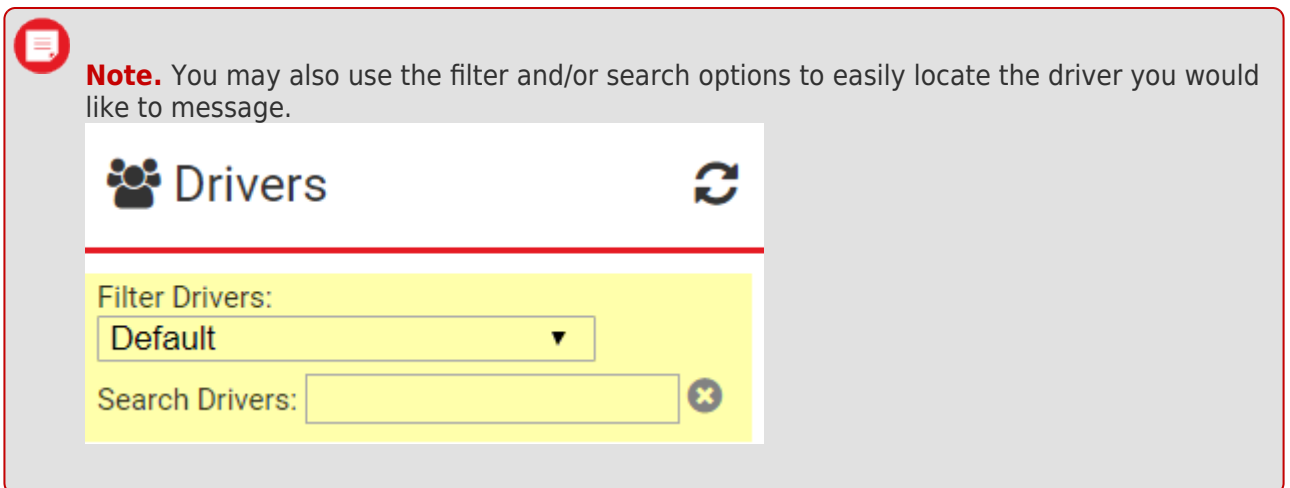 Note. You may also use the filter and/or search options to easily locate the driver you would
like to message.
Drivers
Filter Drivers:
Default
Search Drivers: